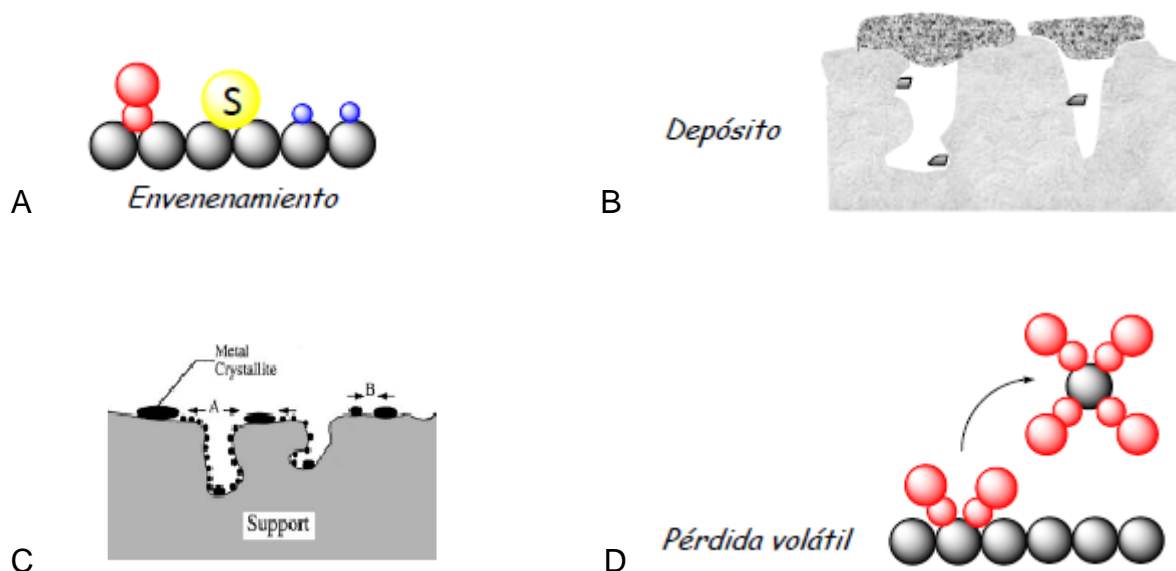 S
Envenenamiento
A
Depósito
B
Metal
Crystallite
A
B
Support
C
Pérdida volátil
D